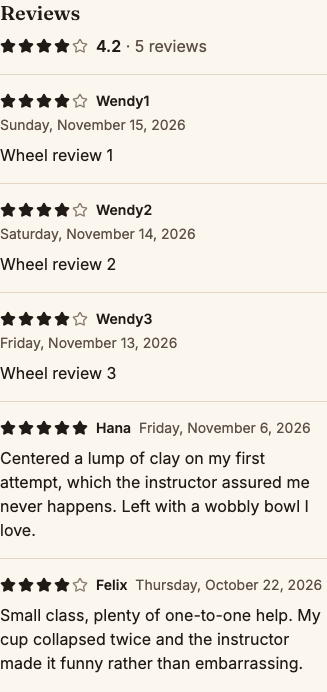 Reviews
4.2 · 5 reviews
Wendy1
Sunday, November 15, 2026
Wheel review 1
Wendy2
Saturday, November 14, 2026
Wheel review 2
Wendy3
Friday, November 13, 2026
Wheel review 3
Hana Friday, November 6, 2026
Centered a lump of clay on my first
attempt, which the instructor assured me
never happens. Left with a wobbly bowl I
love.
Felix Thursday, October 22, 2026
Small class, plenty of one-to-one help. My
cup collapsed twice and the instructor
made it funny rather than embarrassing.